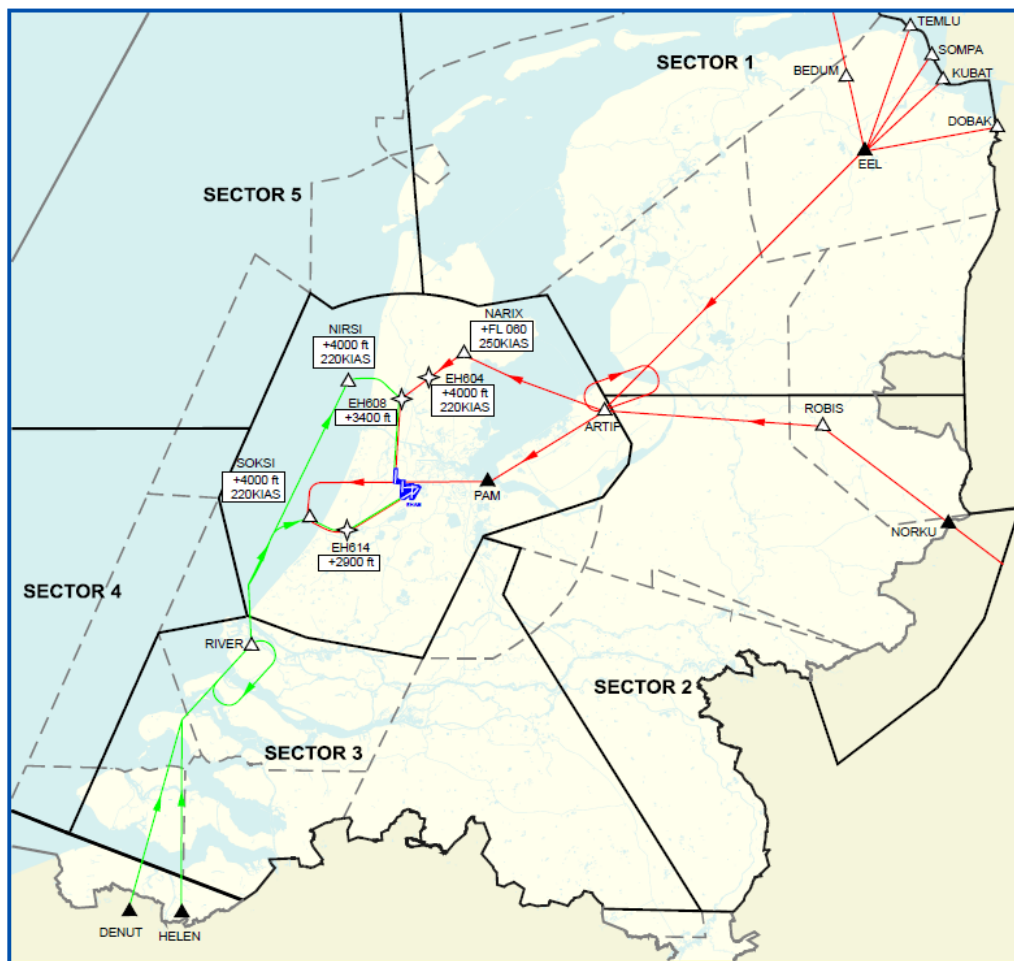 TEMLU
SOMPA
SECTOR 1
BEDUM
KUBAT
DOBAK
EEL
SECTOR 5
NARIX
+FL 060
250KIAS
NIRSI
+4000 ft
220KIAS
EH604
+4000 ft
220KIAS
EH608
+3400 ft
ARTIP
ROBIS
SOKSI
+4000 ft
220KIAS
PAM
NORKU
EH614
+2900 ft
SECTOR 4
RIVER
SECTOR 2
SECTOR 3
DENUT
HELEN